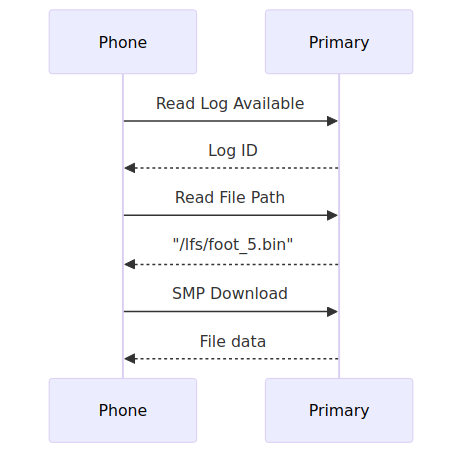 Phone
Primary
Read Log Available
Log ID
Read File Path
"/lfs/foot_5.bin"
SMP Download
File data
Phone
Primary